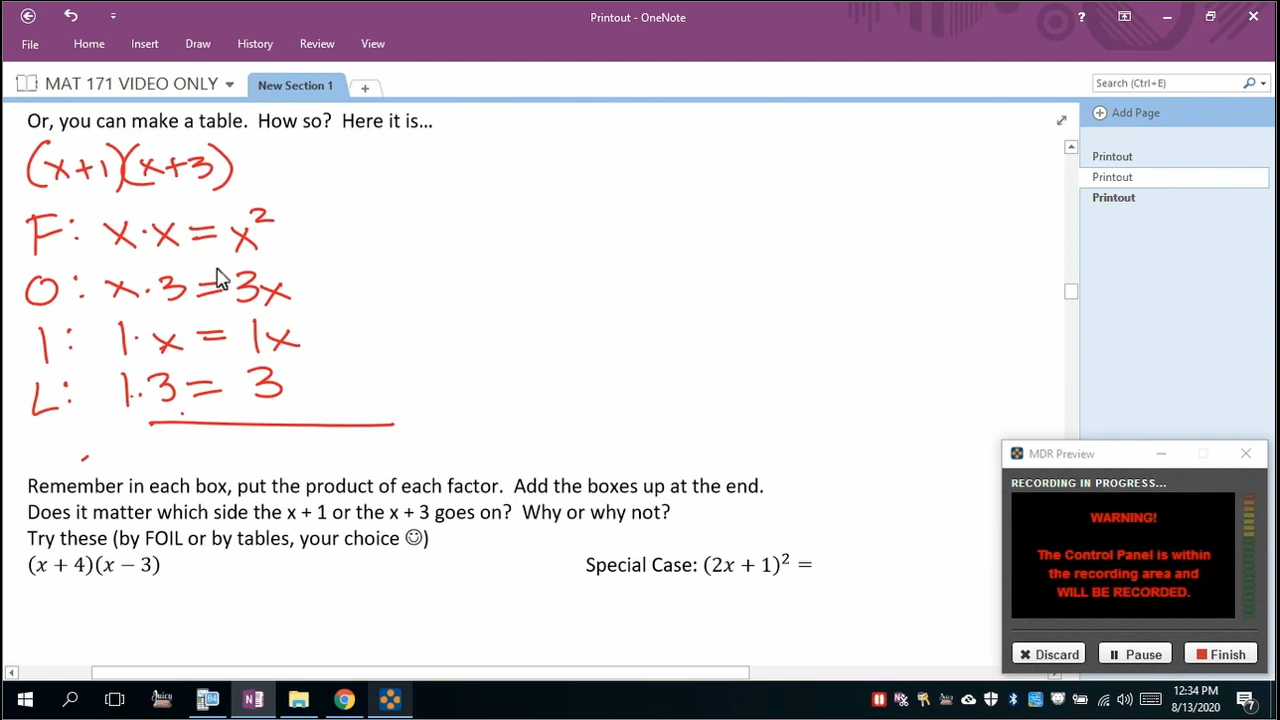 Printout - OneNote
?
File Home Insert Draw History Review View
MAT 171 VIDEO ONLY
New Section 1
+
Search (Ctrl+E)
Add Page
Printout
Printout
Printout
Or, you can make a table.  How so?  Here it is...
(x+1)(x+3)
F: x·x = x²
O: x·3 = 3x
I: 1·x = 1x
L: 1·3 = 3
Remember in each box, put the product of each factor.  Add the boxes up at the end.
Does it matter which side the x + 1 or the x + 3 goes on?  Why or why not?
Try these (by FOIL or by tables, your choice ☺)
(x + 4)(x − 3)
Special Case: (2x + 1)² =
MDR Preview
RECORDING IN PROGRESS...
WARNING!
The Control Panel is within
the recording area and
WILL BE RECORDED.
Discard Pause Finish
12:34 PM
8/13/2020
7